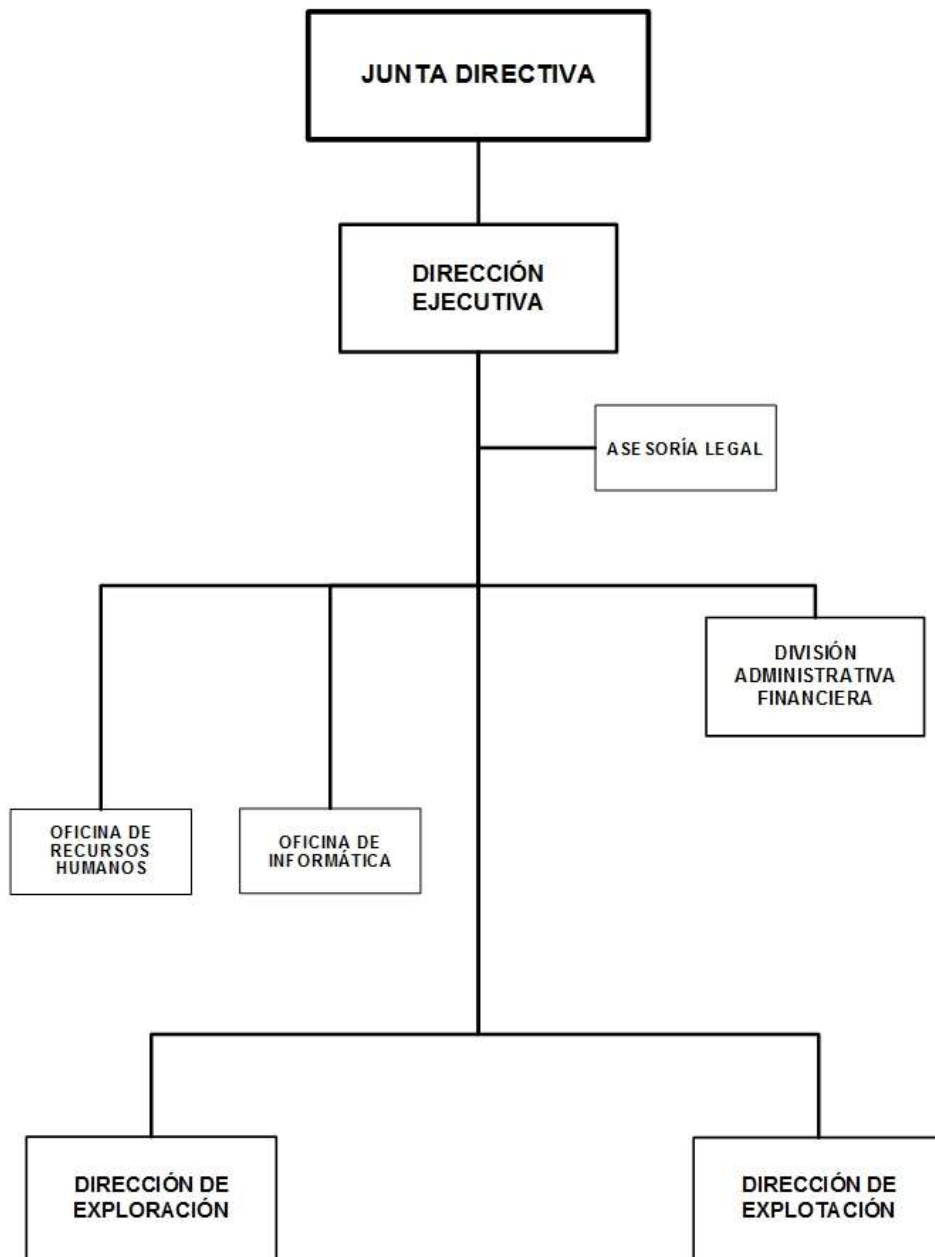 JUNTA DIRECTIVA
DIRECCIÓN
EJECUTIVA
ASESORÍA LEGAL
DIVISIÓN
ADMINISTRATIVA
FINANCIERA
OFICINA DE
RECURSOS
HUMANOS
OFICINA DE
INFORMÁTICA
DIRECCIÓN DE
EXPLORACIÓN
DIRECCIÓN DE
EXPLOTACIÓN